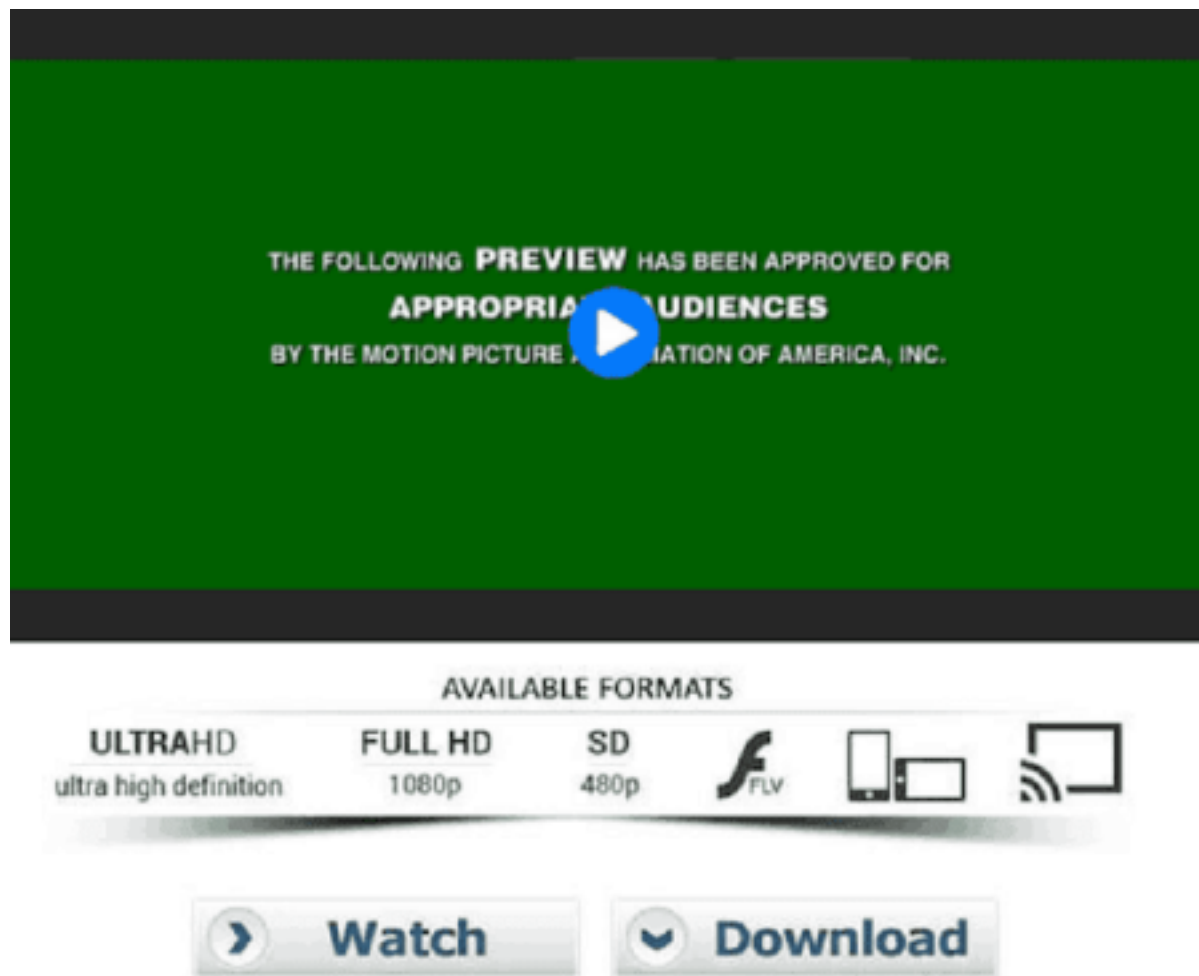 THE FOLLOWING PREVIEW HAS BEEN APPROVED FOR
APPROPRIA UDIENCES
BY THE MOTION PICTURE A IATION OF AMERICA, INC.
AVAILABLE FORMATS
ULTRAHD FULL HD SD
ultra high definition 1080p 480p FLV
Watch Download